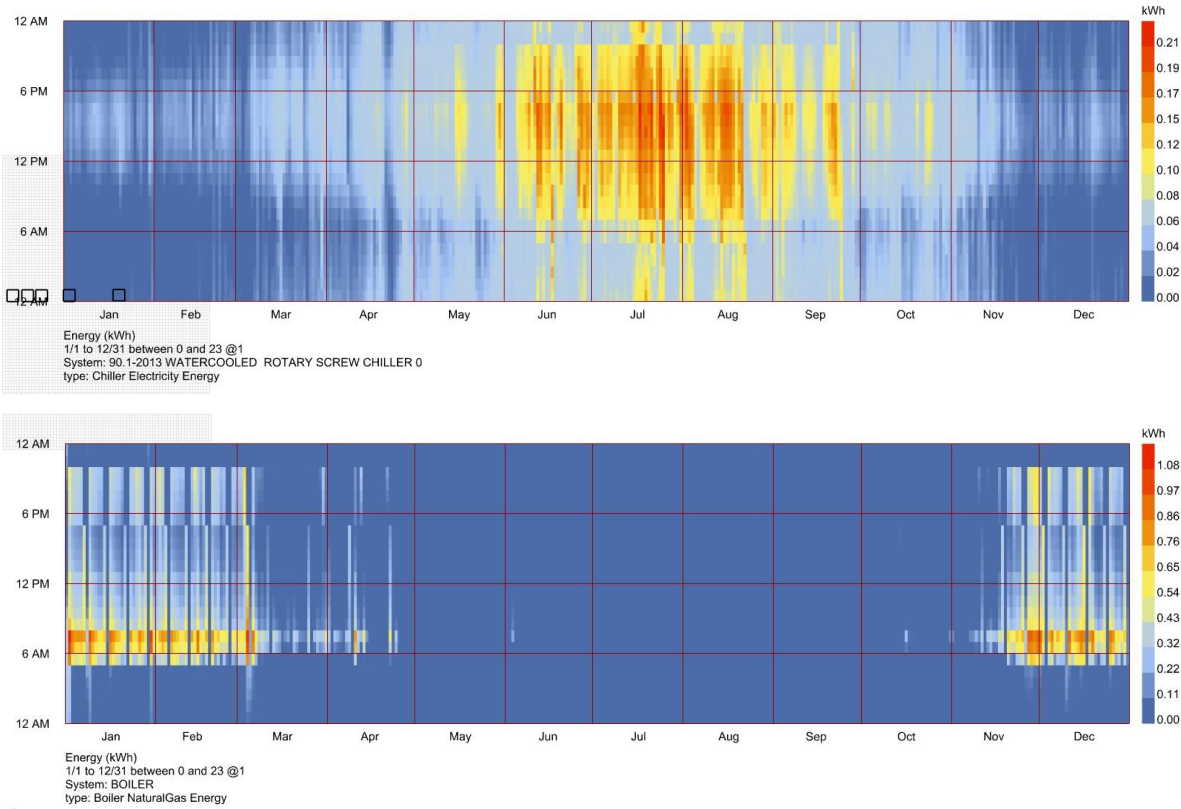 kWh
12 AM
0.21
0.19
6 PM
0.17
0.15
0.12
12 PM
0.10
0.08
0.06
6 AM
0.04
0.02
12 AM
0.00
Jan Feb Mar Apr May Jun Jul Aug Sep Oct Nov Dec
Energy (kWh)
1/1 to 12/31 between 0 and 23 @1
System: 90.1-2013 WATERCOOLED ROTARY SCREW CHILLER 0
type: Chiller Electricity Energy
kWh
12 AM
1.08
0.97
6 PM
0.86
0.76
0.65
12 PM
0.54
0.43
0.32
6 AM
0.22
0.11
12 AM
0.00
Jan Feb Mar Apr May Jun Jul Aug Sep Oct Nov Dec
Energy (kWh)
1/1 to 12/31 between 0 and 23 @1
System: BOILER
type: Boiler NaturalGas Energy